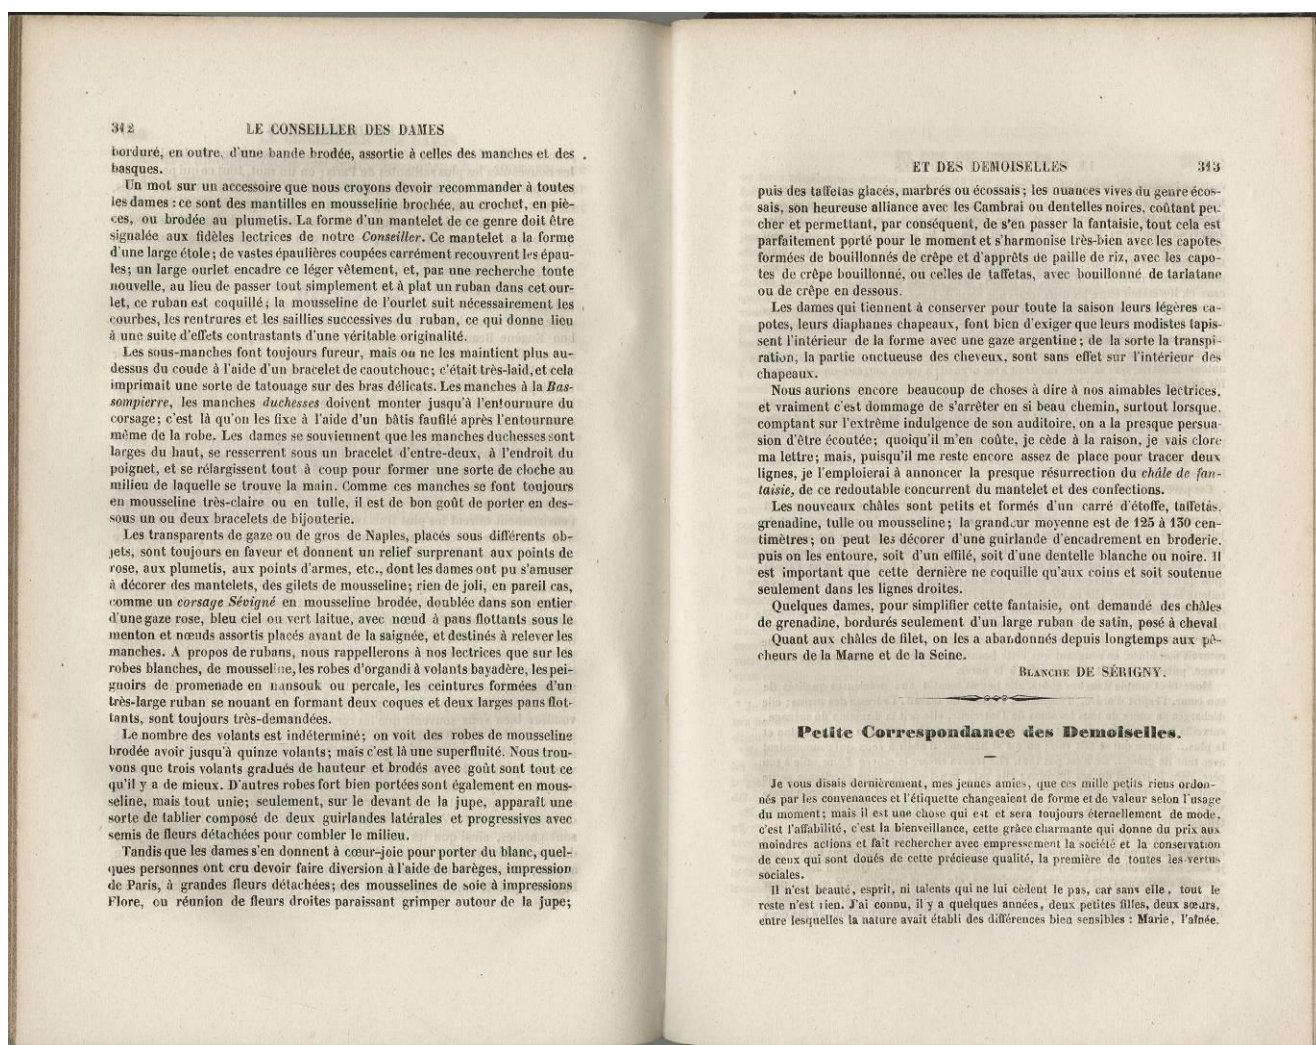 312 LE CONSEILLER DES DAMES
borduré, en outre, d'une bande brodée, assortie à celles des manches et des
basques.
Un mot sur un accessoire que nous croyons devoir recommander à toutes
les dames : ce sont des mantilles en mousseline brochée, au crochet, en piè-
ces, ou brodée au plumetis. La forme d'un mantelet de ce genre doit être
signalée aux fidèles lectrices de notre Conseiller. Ce mantelet a la forme
d'une large étole ; de vastes épaulières coupées carrément recouvrent les épau-
les; un large ourlet encadre ce léger vêtement, et, par une recherche toute
nouvelle, au lieu de passer tout simplement et à plat un ruban dans cet our-
let, ce ruban est coquillé ; la mousseline de l'ourlet suit nécessairement les
courbes, les rentrures et les saillies successives du ruban, ce qui donne lieu
à une suite d'effets contrastants d'une véritable originalité.
Les sous-manches font toujours fureur, mais on ne les maintient plus au-
dessus du coude à l'aide d'un bracelet de caoutchouc; c'était très-laid, et cela
imprimait une sorte de tatouage sur des bras délicats. Les manches à la Bas-
sompierre, les manches duchesses doivent monter jusqu'à l'entournure du
corsage; c'est là qu'on les fixe à l'aide d'un bâtis faufilé après l'entournure
même de la robe. Les dames se souviennent que les manches duchesses sont
larges du haut, se resserrent sous un bracelet d'entre-deux, à l'endroit du
poignet, et se rélargissent tout à coup pour former une sorte de cloche au
milieu de laquelle se trouve la main. Comme ces manches se font toujours
en mousseline très-claire ou en tulle, il est de bon goût de porter en des-
sous un ou deux bracelets de bijouterie.
Les transparents de gaze ou de gros de Naples, placés sous différents ob-
jets, sont toujours en faveur et donnent un relief surprenant aux points de
rose, aux plumetis, aux points d'armes, etc., dont les dames ont pu s'amuser
à décorer des mantelets, des gilets de mousseline; rien de joli, en pareil cas,
comme un corsage Sévigné en mousseline brodée, doublée dans son entier
d'une gaze rose, bleu ciel ou vert laitue, avec nœud à pans flottants sous le
menton et nœuds assortis placés avant de la saignée, et destinés à relever les
manches. A propos de rubans, nous rappellerons à nos lectrices que sur les
robes blanches, de mousseline, les robes d'organdi à volants bayadère, les pei-
gnoirs de promenade en nansouk ou percale, les ceintures formées d'un
très-large ruban se nouant en formant deux coques et deux larges pans flot-
tants, sont toujours très-demandées.
Le nombre des volants est indéterminé; on voit des robes de mousseline
brodée avoir jusqu'à quinze volants; mais c'est là une superfluité. Nous trou-
vons que trois volants gradués de hauteur et brodés avec goût sont tout ce
qu'il y a de mieux. D'autres robes fort bien portées sont également en mous-
seline, mais tout unie; seulement, sur le devant de la jupe, apparaît une
sorte de tablier composé de deux guirlandes latérales et progressives avec
semis de fleurs détachées pour combler le milieu.
Tandis que les dames s'en donnent à cœur-joie pour porter du blanc, quel-
ques personnes ont cru devoir faire diversion à l'aide de barèges, impression
de Paris, à grandes fleurs détachées; des mousselines de soie à impressions
Flore, ou réunion de fleurs droites paraissant grimper autour de la jupe;
ET DES DEMOISELLES 313
puis des taffetas glacés, marbrés ou écossais ; les nuances vives du genre écos-
sais, son heureuse alliance avec les Cambrai ou dentelles noires, coûtant peu
cher et permettant, par conséquent, de s'en passer la fantaisie, tout cela est
parfaitement porté pour le moment et s'harmonise très-bien avec les capotes
formées de bouillonnés de crêpe et d'apprêts de paille de riz, avec les capo-
tes de crêpe bouillonné, ou celles de taffetas, avec bouillonné de tarlatane
ou de crêpe en dessous.
Les dames qui tiennent à conserver pour toute la saison leurs légères ca-
potes, leurs diaphanes chapeaux, font bien d'exiger que leurs modistes tapis-
sent l'intérieur de la forme avec une gaze argentine ; de la sorte la transpi-
ration, la partie onctueuse des cheveux, sont sans effet sur l'intérieur des
chapeaux.
Nous aurions encore beaucoup de choses à dire à nos aimables lectrices,
et vraiment c'est dommage de s'arrêter en si beau chemin, surtout lorsque,
comptant sur l'extrême indulgence de son auditoire, on a la presque persua-
sion d'être écoutée; quoiqu'il m'en coûte, je cède à la raison, je vais clore
ma lettre; mais, puisqu'il me reste encore assez de place pour tracer deux
lignes, je l'emploierai à annoncer la presque résurrection du châle de fan-
taisie, de ce redoutable concurrent du mantelet et des confections.
Les nouveaux châles sont petits et formés d'un carré d'étoffe, taffetas,
grenadine, tulle ou mousseline; la grandeur moyenne est de 125 à 130 cen-
timètres ; on peut les décorer d'une guirlande d'encadrement en broderie,
puis on les entoure, soit d'un effilé, soit d'une dentelle blanche ou noire. Il
est important que cette dernière ne coquille qu'aux coins et soit soutenue
seulement dans les lignes droites.
Quelques dames, pour simplifier cette fantaisie, ont demandé des châles
de grenadine, bordurés seulement d'un large ruban de satin, posé à cheval
Quant aux châles de filet, on les a abandonnés depuis longtemps aux pê-
cheurs de la Marne et de la Seine.
BLANCHE DE SÉRIGNY.
Petite Correspondance des Demoiselles.
Je vous disais dernièrement, mes jeunes amies, que ces mille petits riens ordon-
nés par les convenances et l'étiquette changeaient de forme et de valeur selon l'usage
du moment; mais il est une chose qui est et sera toujours éternellement de mode,
c'est l'affabilité, c'est la bienveillance, cette grâce charmante qui donne du prix aux
moindres actions et fait rechercher avec empressement la société et la conservation
de ceux qui sont doués de cette précieuse qualité, la première de toutes les vertus
sociales.
Il n'est beauté, esprit, ni talents qui ne lui cèdent le pas, car sans elle, tout le
reste n'est rien. J'ai connu, il y a quelques années, deux petites filles, deux sœurs,
entre lesquelles la nature avait établi des différences bien sensibles : Marie, l'aînée,